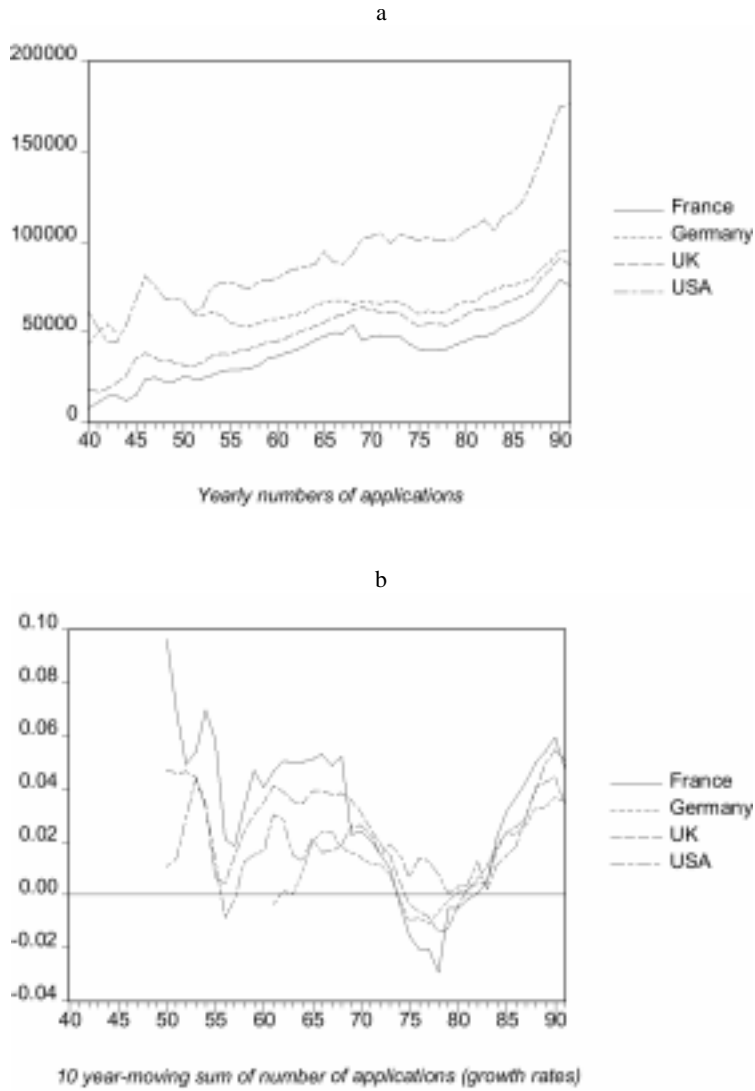 a
200000
150000
100000
50000
0
40 45 50 55 60 65 70 75 80 85 90
France
Germany
UK
USA
Yearly numbers of applications
b
0.10
0.08
0.06
0.04
0.02
0.00
-0.02
-0.04
40 45 50 55 60 65 70 75 80 85 90
France
Germany
UK
USA
10 year-moving sum of number of applications (growth rates)